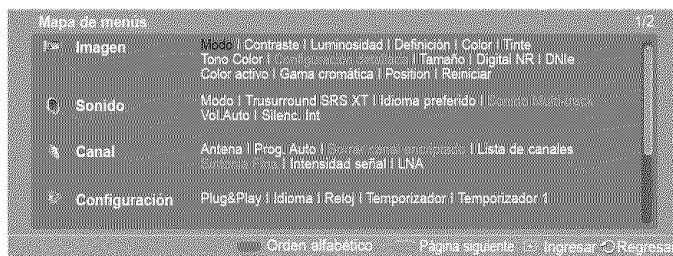 Mapa de menús 1/2
Imagen
Modo I Contraste I Luminosidad I Definición I Color I Tinte
Tono Color I Configuración detallada I Tamaño I Digital NR I DNIe
Color activo I Gama cromática I Position I Reiniciar
Sonido
Modo I Trusurround SRS XT I Idioma preferido I Sonido Multi-track
Vol.Auto I Silenc. Int
Canal
Antena I Prog. Auto I Borrar canal encriptado I Lista de canales
Sintonía Fina I Intensidad señal I LNA
Configuración
Plug&Play I Idioma I Reloj I Temporizador I Temporizador 1
Orden alfabético Página siguiente Ingresar Regresar